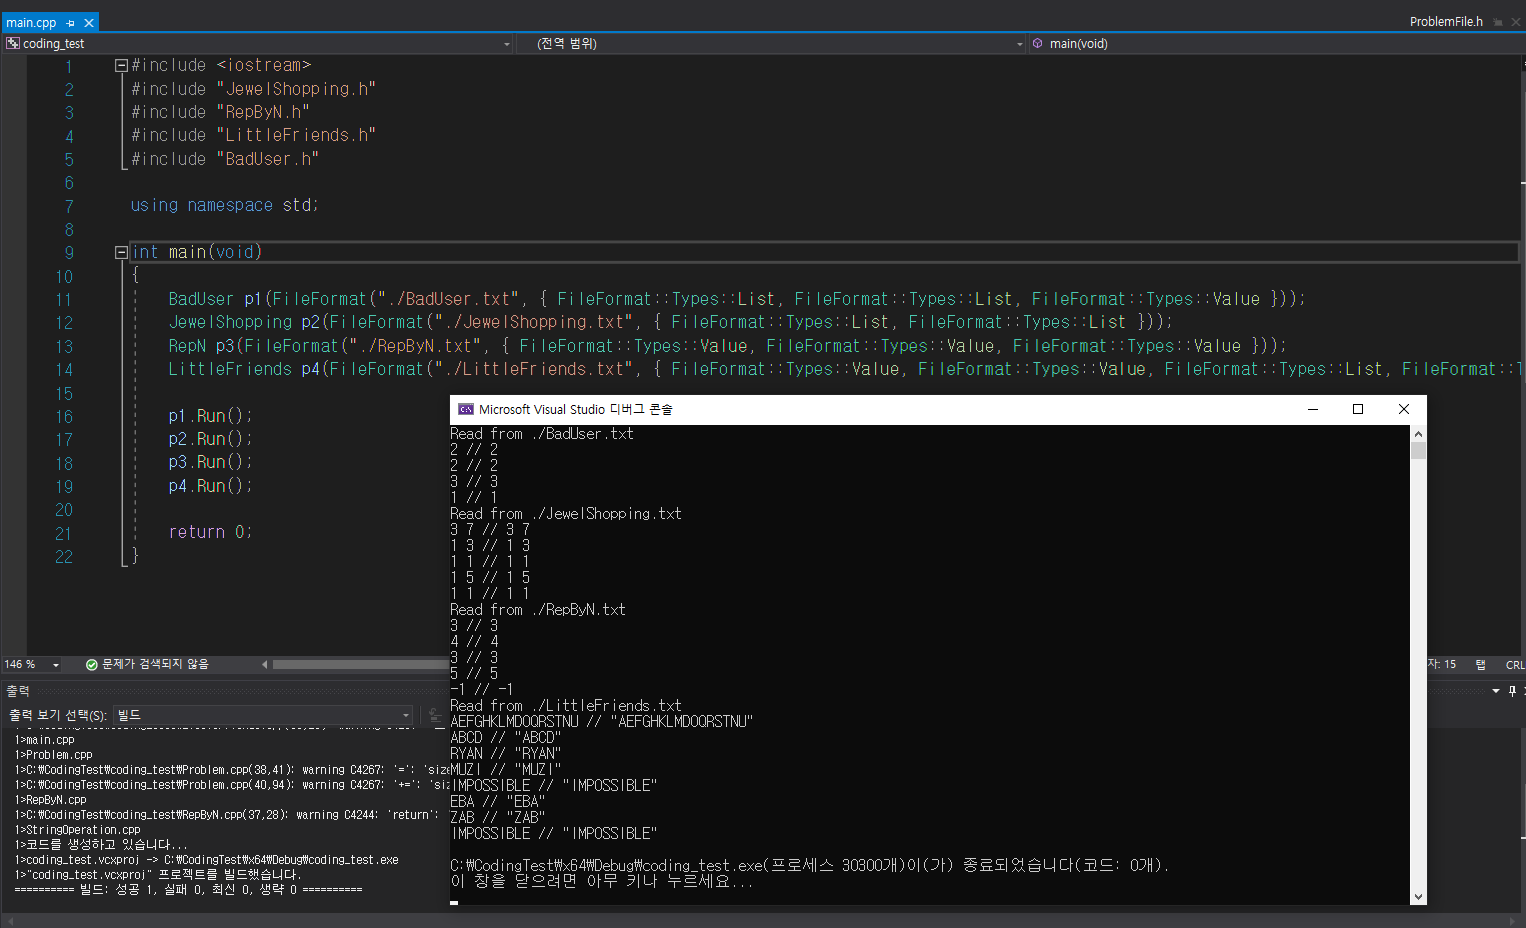 main.cpp
ProblemFile.h
coding_test
(전역 범위)
main(void)
1 #include <iostream>
2 #include "JewelShopping.h"
3 #include "RepByN.h"
4 #include "LittleFriends.h"
5 #include "BadUser.h"
6
7 using namespace std;
8
9 int main(void)
10 {
11 BadUser p1(FileFormat("./BadUser.txt", { FileFormat::Types::List, FileFormat::Types::List, FileFormat::Types::Value }));
12 JewelShopping p2(FileFormat("./JewelShopping.txt", { FileFormat::Types::List, FileFormat::Types::List }));
13 RepN p3(FileFormat("./RepByN.txt", { FileFormat::Types::Value, FileFormat::Types::Value, FileFormat::Types::Value }));
14 LittleFriends p4(FileFormat("./LittleFriends.txt", { FileFormat::Types::Value, FileFormat::Types::Value, FileFormat::Types::List, FileFormat::
15
16 p1.Run();
17 p2.Run();
18 p3.Run();
19 p4.Run();
20
21 return 0;
22 }
Microsoft Visual Studio 디버그 콘솔
Read from ./BadUser.txt
2 // 2
2 // 2
3 // 3
1 // 1
Read from ./JewelShopping.txt
3 7 // 3 7
1 3 // 1 3
1 1 // 1 1
1 5 // 1 5
1 1 // 1 1
Read from ./RepByN.txt
3 // 3
4 // 4
3 // 3
5 // 5
-1 // -1
Read from ./LittleFriends.txt
AEFGHKLMDOQRSTNU // "AEFGHKLMDOQRSTNU"
ABCD // "ABCD"
RYAN // "RYAN"
MUZI // "MUZI"
IMPOSSIBLE // "IMPOSSIBLE"
EBA // "EBA"
ZAB // "ZAB"
IMPOSSIBLE // "IMPOSSIBLE"
C:₩CodingTest₩x64₩Debug₩coding_test.exe(프로세스 30300개)이(가) 종료되었습니다(코드: 0개).
이 창을 닫으려면 아무 키나 누르세요...
146 %
문제가 검색되지 않음
자: 15
탭
CRL
출력
출력 보기 선택(S): 빌드
1>main.cpp
1>Problem.cpp
1>C:₩CodingTest₩coding_test₩Problem.cpp(38,41): warning C4267: '=': 'size
1>C:₩CodingTest₩coding_test₩Problem.cpp(40,94): warning C4267: '+=': 'siz
1>RepByN.cpp
1>C:₩CodingTest₩coding_test₩RepByN.cpp(37,28): warning C4244: 'return':
1>StringOperation.cpp
1>코드를 생성하고 있습니다...
1>coding_test.vcxproj -> C:₩CodingTest₩x64₩Debug₩coding_test.exe
1>"coding_test.vcxproj" 프로젝트를 빌드했습니다.
========== 빌드: 성공 1, 실패 0, 최신 0, 생략 0 ==========